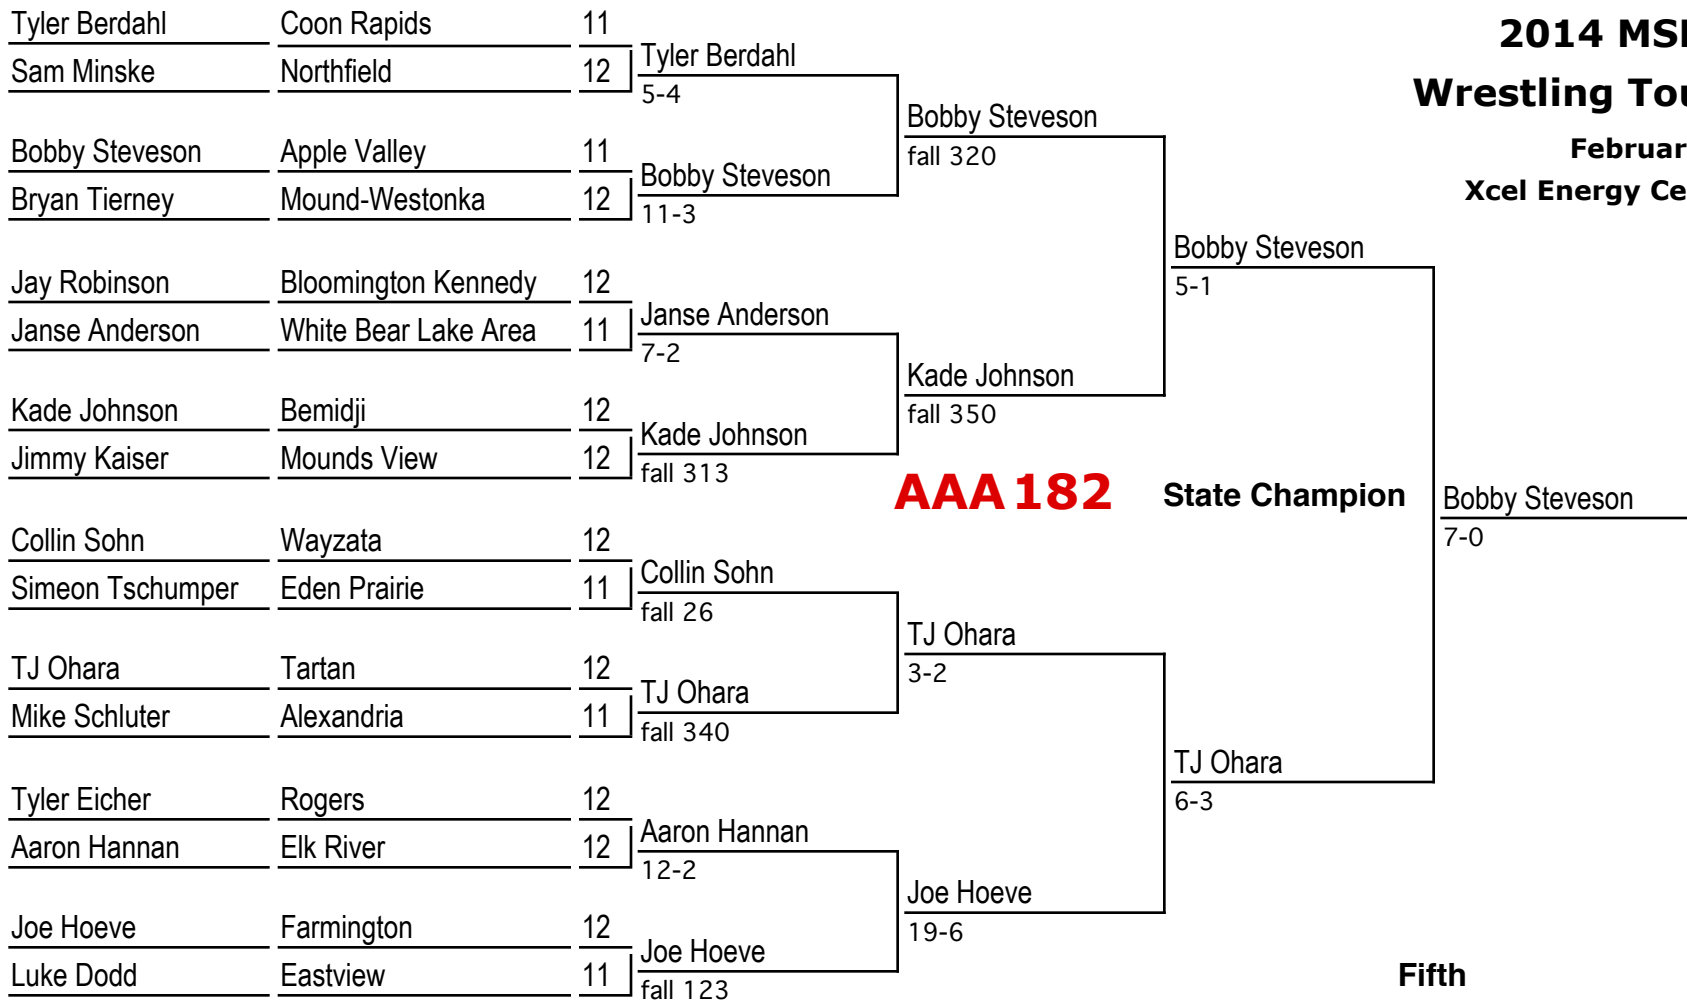 Tyler Berdahl Coon Rapids 11
Sam Minske Northfield 12
Bobby Steveson Apple Valley 11
Bryan Tierney Mound-Westonka 12
Jay Robinson Bloomington Kennedy 12
Janse Anderson White Bear Lake Area 11
Kade Johnson Bemidji 12
Jimmy Kaiser Mounds View 12
Collin Sohn Wayzata 12
Simeon Tschumper Eden Prairie 11
TJ Ohara Tartan 12
Mike Schluter Alexandria 11
Tyler Eicher Rogers 12
Aaron Hannan Elk River 12
Joe Hoeve Farmington 12
Luke Dodd Eastview 11
Tyler Berdahl
5-4
Bobby Steveson
11-3
Janse Anderson
7-2
Kade Johnson
fall 313
Collin Sohn
fall 26
TJ Ohara
fall 340
Aaron Hannan
12-2
Joe Hoeve
fall 123
Bobby Steveson
fall 320
Kade Johnson
fall 350
TJ Ohara
3-2
Joe Hoeve
19-6
Bobby Steveson
5-1
TJ Ohara
6-3
AAA 182
State Champion
Bobby Steveson
7-0
2014 MS
Wrestling Tou
Februar
Xcel Energy Ce
Fifth